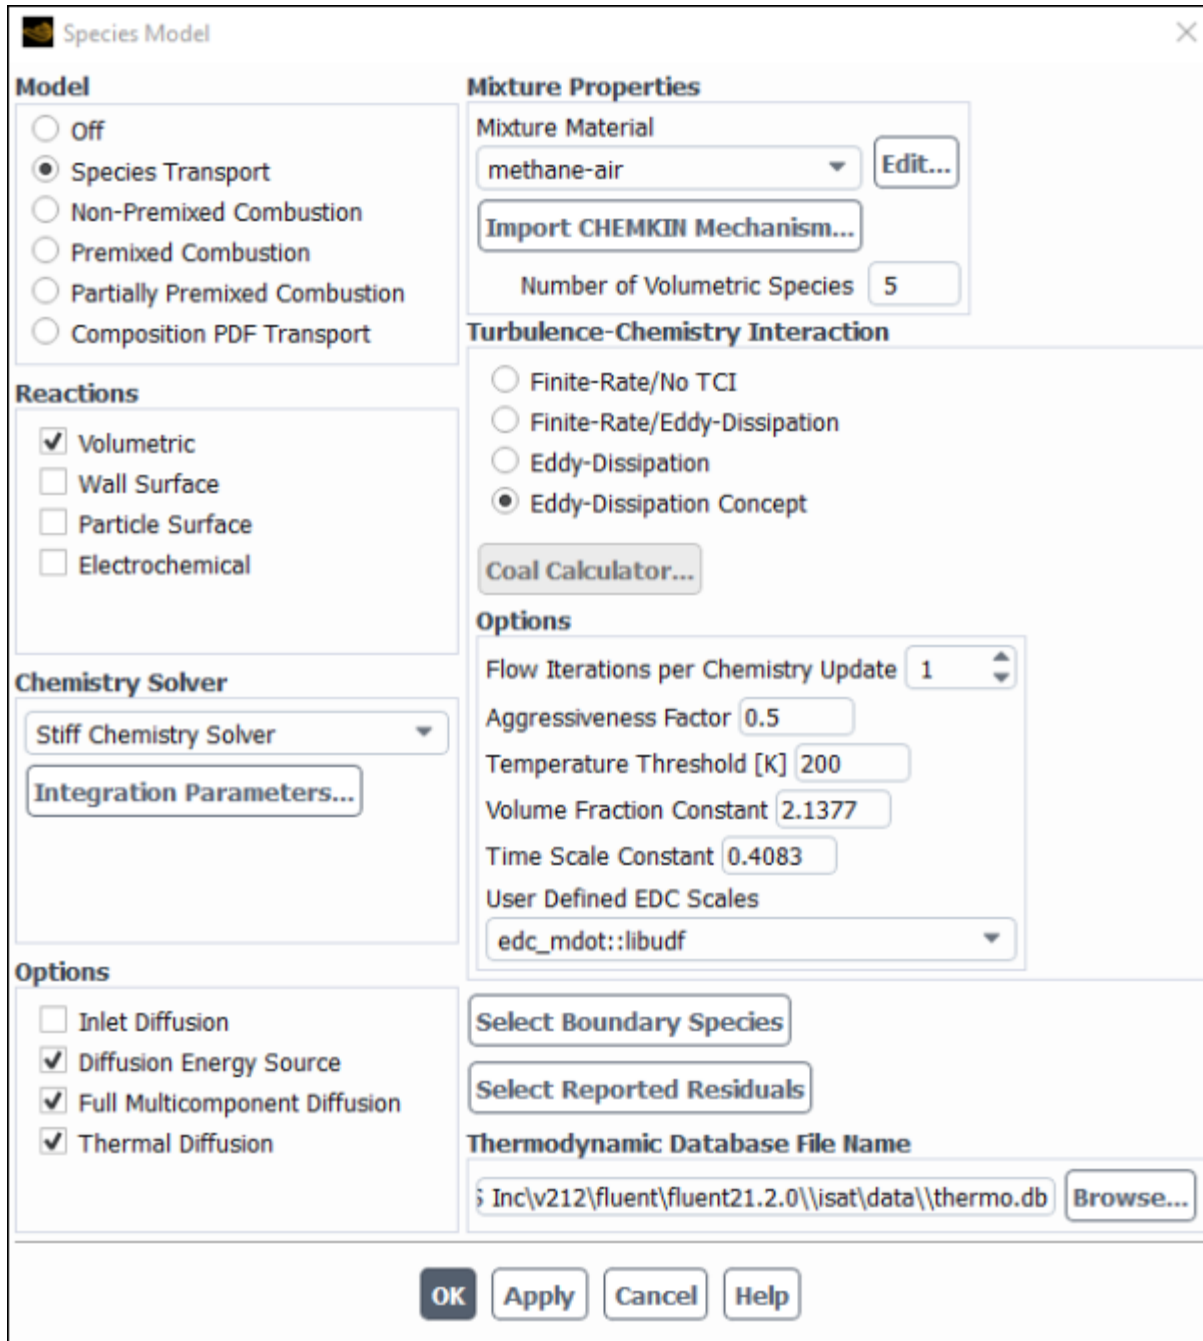 Species Model
Model
Off
Species Transport
Non-Premixed Combustion
Premixed Combustion
Partially Premixed Combustion
Composition PDF Transport
Reactions
Volumetric
Wall Surface
Particle Surface
Electrochemical
Chemistry Solver
Stiff Chemistry Solver
Integration Parameters...
Options
Inlet Diffusion
Diffusion Energy Source
Full Multicomponent Diffusion
Thermal Diffusion
Mixture Properties
Mixture Material
methane-air Edit...
Import CHEMKIN Mechanism...
Number of Volumetric Species 5
Turbulence-Chemistry Interaction
Finite-Rate/No TCI
Finite-Rate/Eddy-Dissipation
Eddy-Dissipation
Eddy-Dissipation Concept
Coal Calculator...
Options
Flow Iterations per Chemistry Update 1
Aggressiveness Factor 0.5
Temperature Threshold [K] 200
Volume Fraction Constant 2.1377
Time Scale Constant 0.4083
User Defined EDC Scales
edc_mdot::libudf
Select Boundary Species
Select Reported Residuals
Thermodynamic Database File Name
Inc\v212\fluent\fluent21.2.0\\isat\data\\thermo.db Browse...
OK Apply Cancel Help